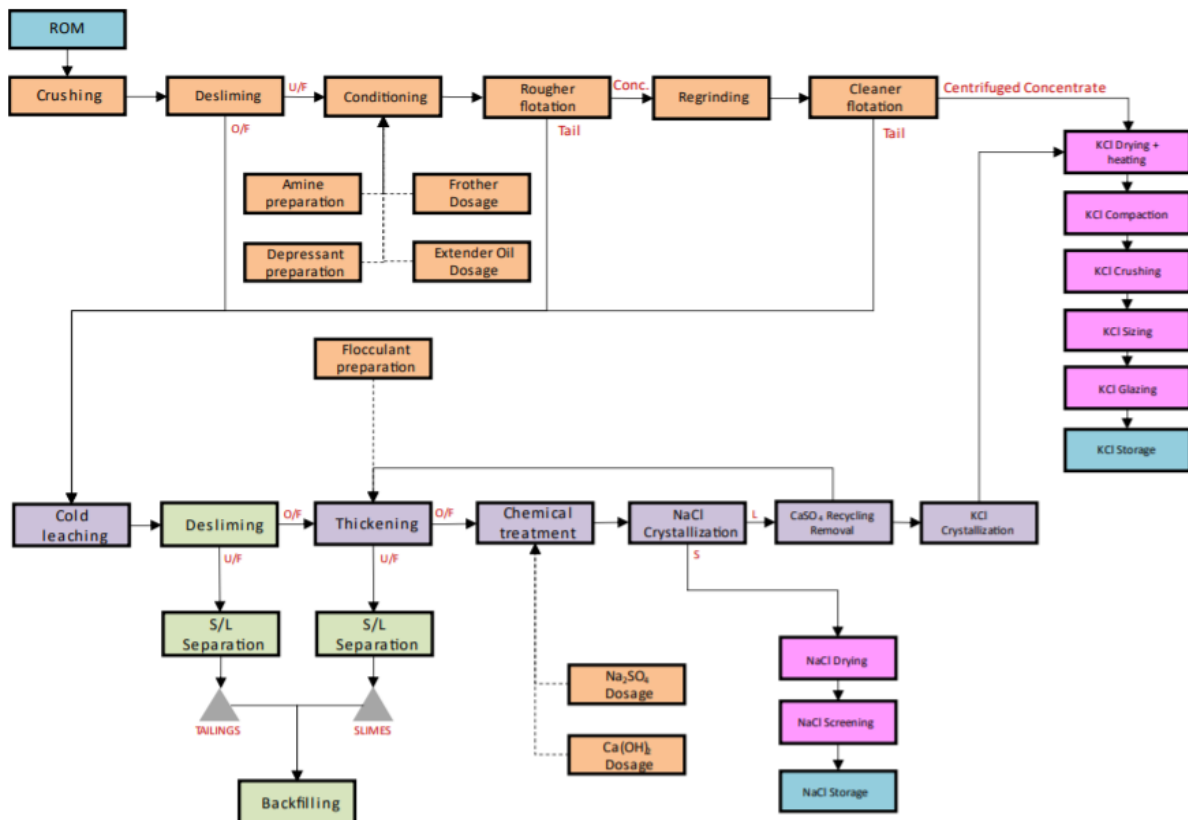 ROM
Crushing
Desliming
U/F
O/F
Conditioning
Rougher
flotation
Conc.
Tail
Regrinding
Cleaner
flotation
Tail
Centrifuged Concentrate
Amine
preparation
Frother
Dosage
Depressant
preparation
Extender Oil
Dosage
KCl Drying +
heating
KCl Compaction
KCl Crushing
KCl Sizing
KCl Glazing
KCl Storage
Flocculant
preparation
Cold
leaching
Desliming
O/F
U/F
Thickening
O/F
U/F
Chemical
treatment
NaCl
Crystallization
L
S
CaSO₄ Recycling
Removal
KCl
Crystallization
S/L
Separation
S/L
Separation
TAILINGS
SLIMES
Backfilling
Na₂SO₄
Dosage
Ca(OH)₂
Dosage
NaCl Drying
NaCl Screening
NaCl Storage